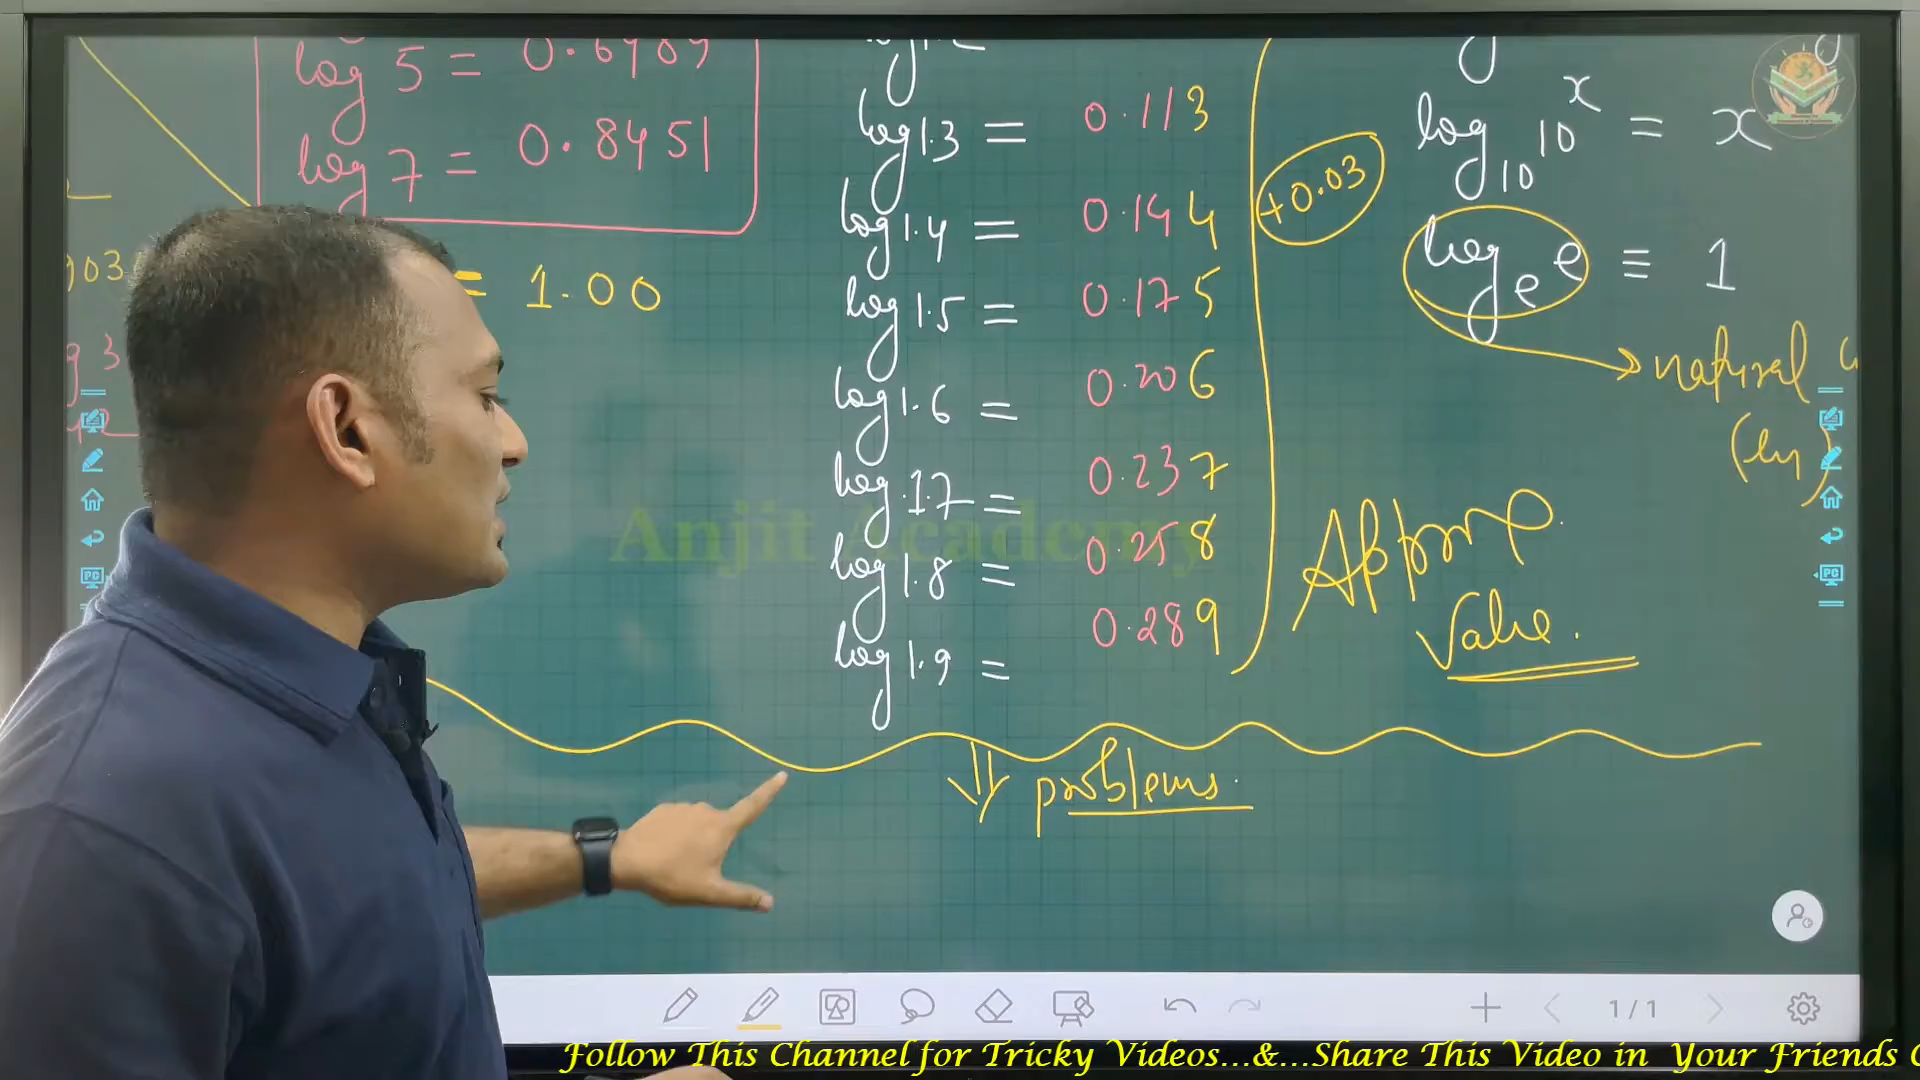 log 5 = 0.6989
log 7 = 0.8451
= 1.00
log 1.3 = 0.113
log 1.4 = 0.144
log 1.5 = 0.175
log 1.6 = 0.206
log 1.7 = 0.237
log 1.8 = 0.258
log 1.9 = 0.289
+0.03
log₁₀ 10ˣ = x
logₑ e = 1
natural
(ln)
Approx
Value.
problems.
Anjit Academy
1/1
Follow This Channel for Tricky Videos...&...Share This Video in Your Friends